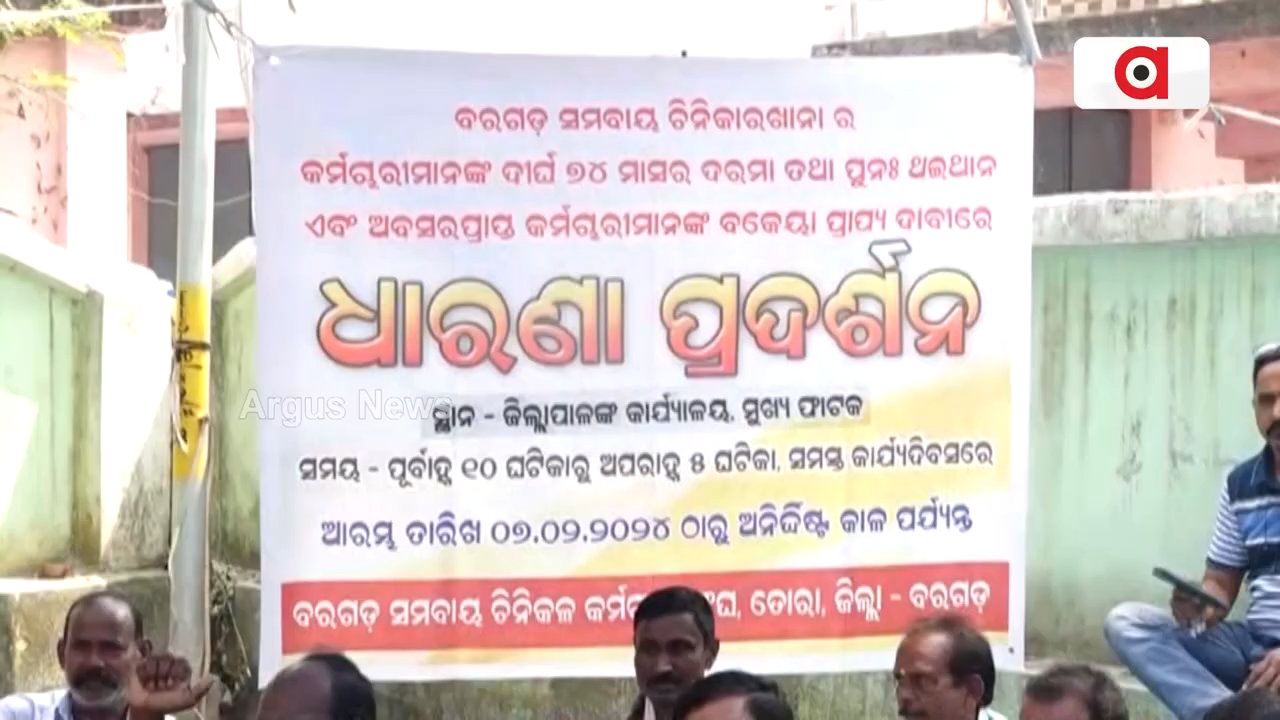 ବରଗଡ଼ ସମବାୟ ଚିନିକାରଖାନା ର
କର୍ମଚାରୀମାନଙ୍କ ଦୀର୍ଘ ୭୪ ମାସର ଦରମା ତଥା ପୁନଃ ଥଇଥାନ
ଏବଂ ଅବସରପ୍ରାପ୍ତ କର୍ମଚାରୀମାନଙ୍କ ବକେୟା ପ୍ରାପ୍ୟ ଦାବୀରେ
ଧାରଣା ପ୍ରଦର୍ଶନ
Argus News
ସ୍ଥାନ - ଜିଲ୍ଲାପାଳଙ୍କ କାର୍ଯ୍ୟାଳୟ, ମୁଖ୍ୟ ଫାଟକ
ସମୟ - ପୂର୍ବାହ୍ନ ୧୦ ଘଟିକାରୁ ଅପରାହ୍ନ ୫ ଘଟିକା, ସମସ୍ତ କାର୍ଯ୍ୟଦିବସରେ
ଆରମ୍ଭ ତାରିଖ ୦୭.୦୨.୨୦୨୪ ଠାରୁ ଅନିର୍ଦ୍ଦିଷ୍ଟ କାଳ ପର୍ଯ୍ୟନ୍ତ
ବରଗଡ଼ ସମବାୟ ଚିନିକଳ ତୋରା, ଜିଲ୍ଲା - ବରଗଡ଼